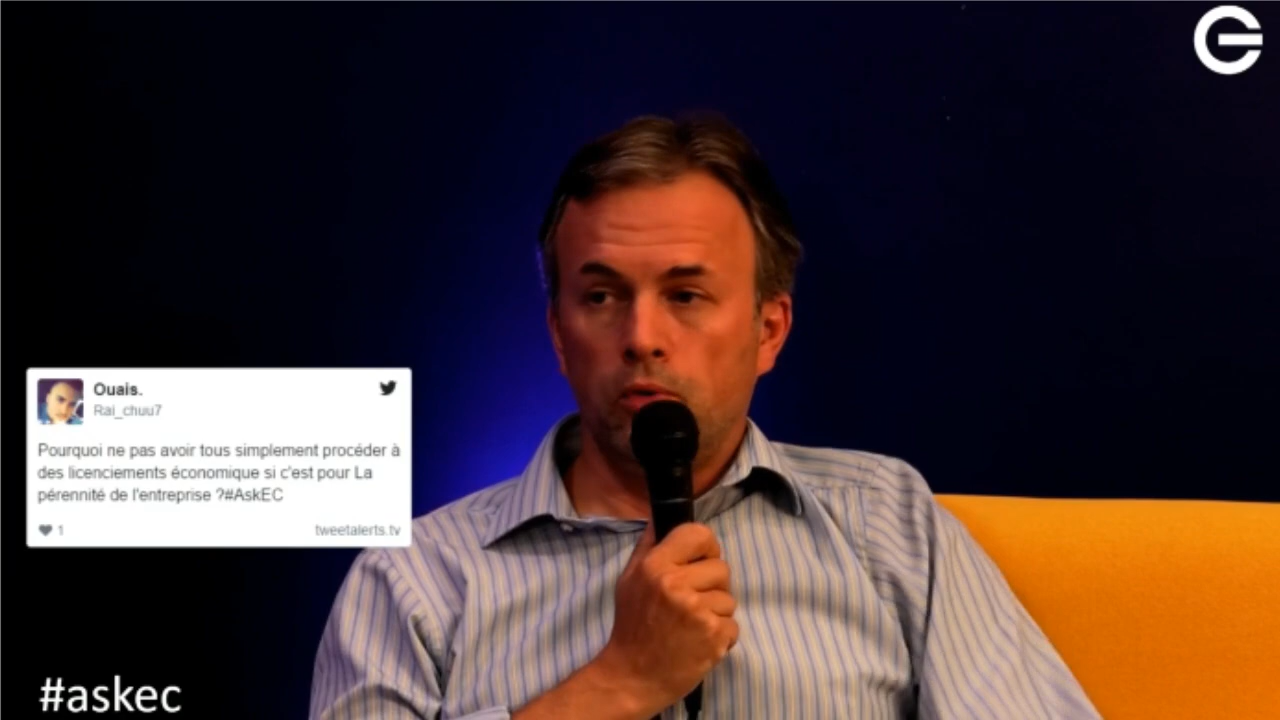 Ouais.
Rai_chuu7
Pourquoi ne pas avoir tous simplement procéder à
des licenciements économique si c'est pour La
pérennité de l'entreprise ?#AskEC
1
tweetalerts.tv
#askec